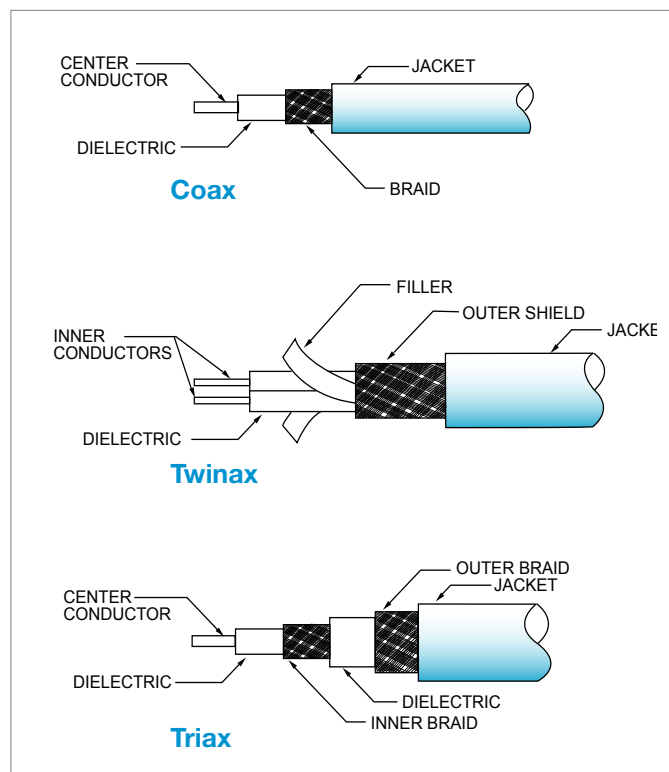 CENTER
CONDUCTOR
JACKET
DIELECTRIC
BRAID
Coax
FILLER
OUTER SHIELD
INNER
CONDUCTORS
JACKE
DIELECTRIC
Twinax
OUTER BRAID
JACKET
CENTER
CONDUCTOR
DIELECTRIC
DIELECTRIC
INNER BRAID
Triax